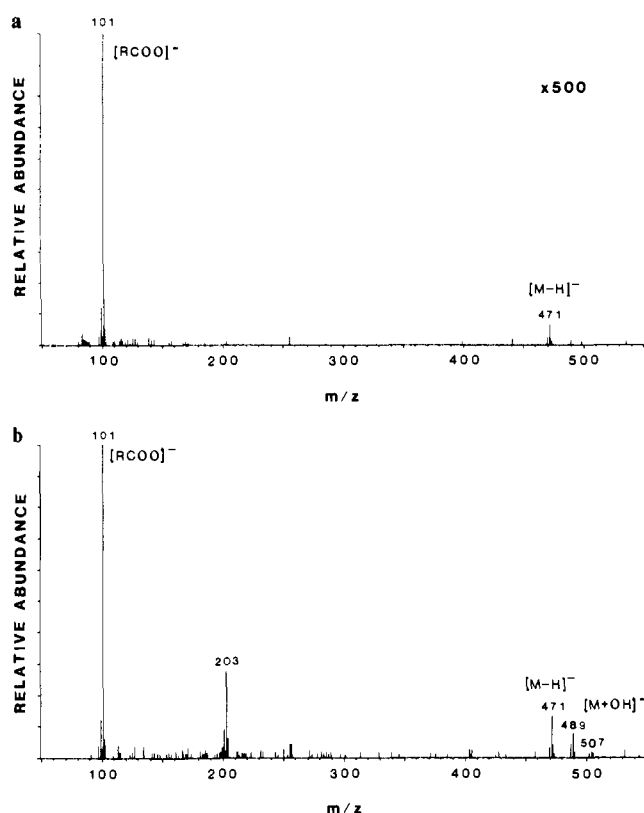 a
101
[RCOO]⁻
x500
RELATIVE ABUNDANCE
[M-H]⁻
471
100
200
300
400
500
m/z
b
101
[RCOO]⁻
RELATIVE ABUNDANCE
203
[M-H]⁻
[M+OH]⁻
471
489
507
100
200
300
400
500
m/z